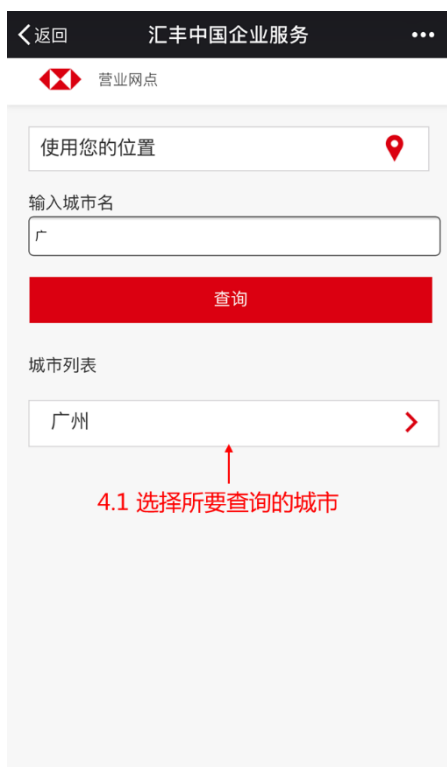 返回 汇丰中国企业服务
营业网点
使用您的位置
输入城市名
广
查询
城市列表
广州
4.1 选择所要查询的城市